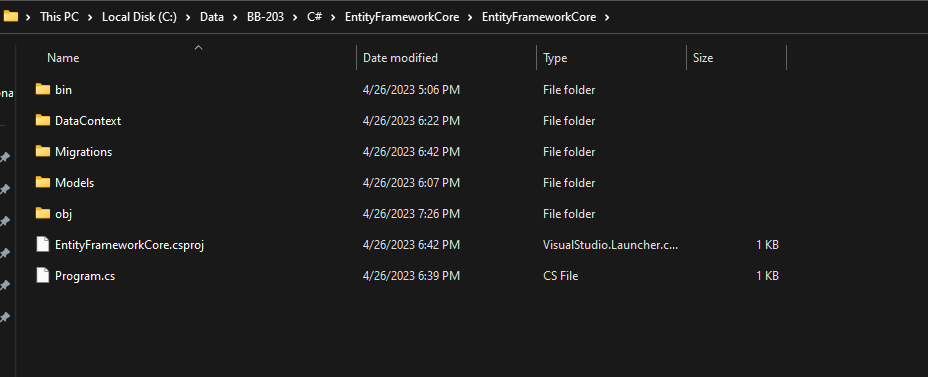 This PC > Local Disk (C:) > Data > BB-203 > C# > EntityFrameworkCore > EntityFrameworkCore >
Name Date modified Type Size
bin 4/26/2023 5:06 PM File folder
ona
DataContext 4/26/2023 6:22 PM File folder
Migrations 4/26/2023 6:42 PM File folder
Models 4/26/2023 6:07 PM File folder
obj 4/26/2023 7:26 PM File folder
EntityFrameworkCore.csproj 4/26/2023 6:42 PM VisualStudio.Launcher.c... 1 KB
Program.cs 4/26/2023 6:39 PM CS File 1 KB